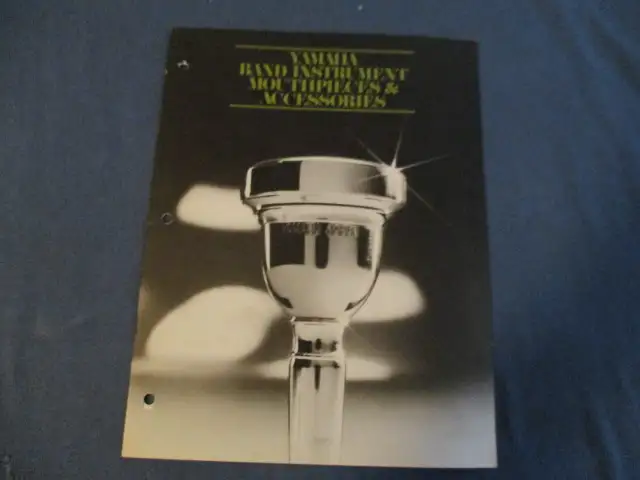 YAMAHA
BAND INSTRUMENT
MOUTHPIECES &
ACCESSORIES